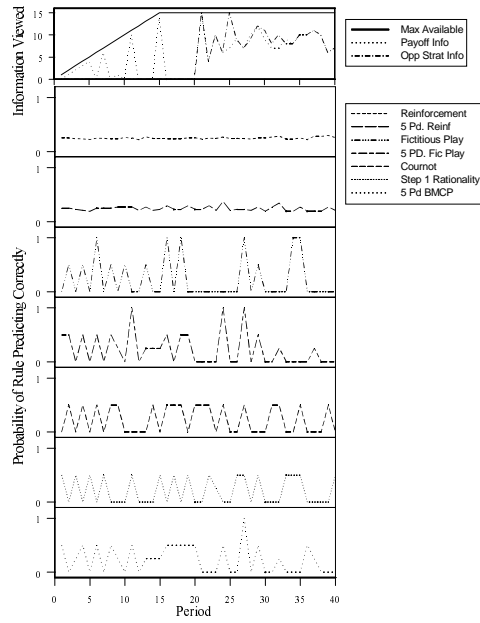 Information Viewed
15
10
5
0
Max Available
Payoff Info
Opp Strat Info
Probability of Rule Predicting Correctly
1
0
1
0
1
0
1
0
1
0
1
0
1
0
Reinforcement
5 Pd. Reinf
Fictitious Play
5 PD. Fic Play
Cournot
Step 1 Rationality
5 Pd BMCP
0 5 10 15 20 25 30 35 40
Period